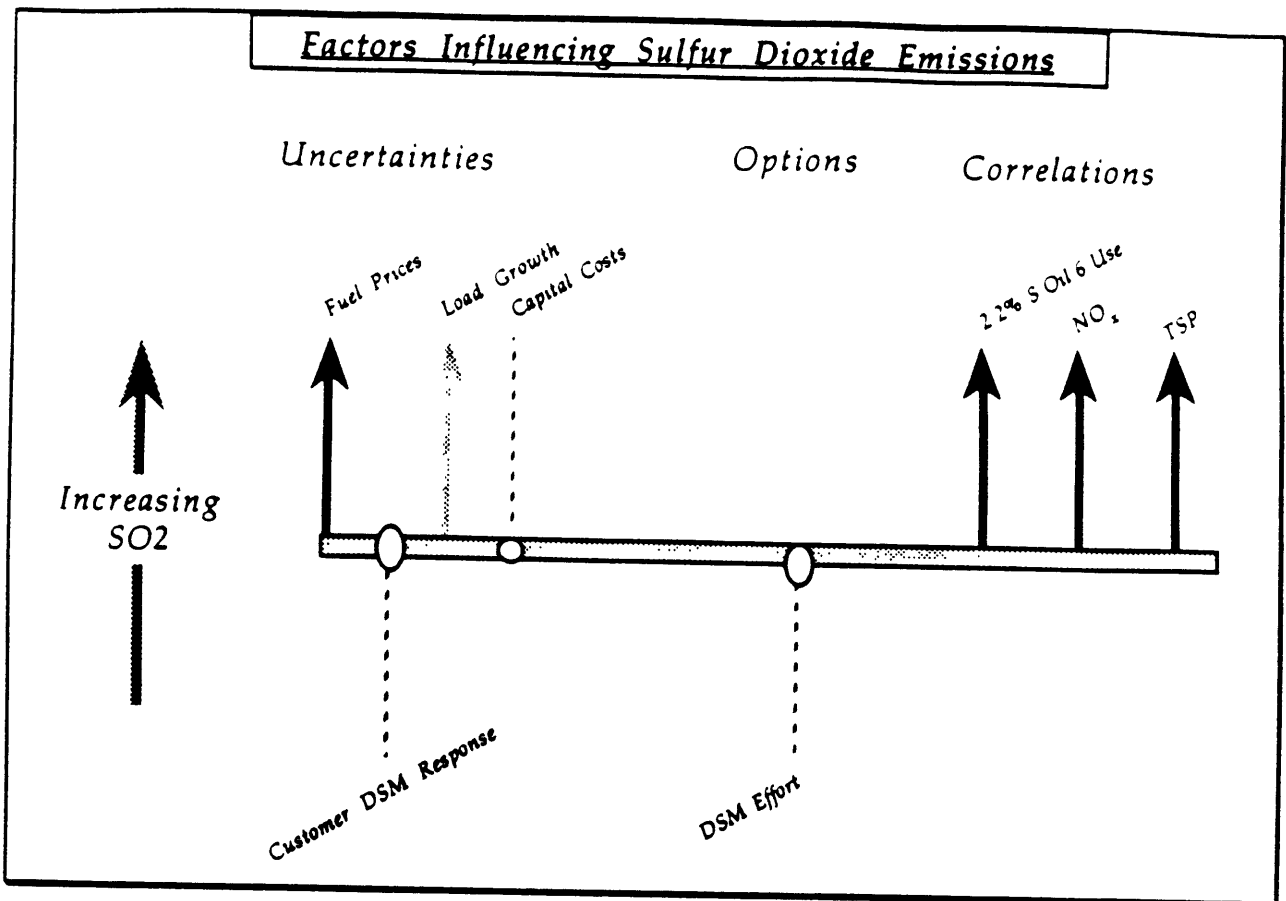 Factors Influencing Sulfur Dioxide Emissions
Uncertainties
Options
Correlations
Fuel Prices
Load Growth
Capital Costs
2 2% S Oil 6 Use
NOx
TSP
Increasing
SO2
Customer DSM Response
DSM Effort